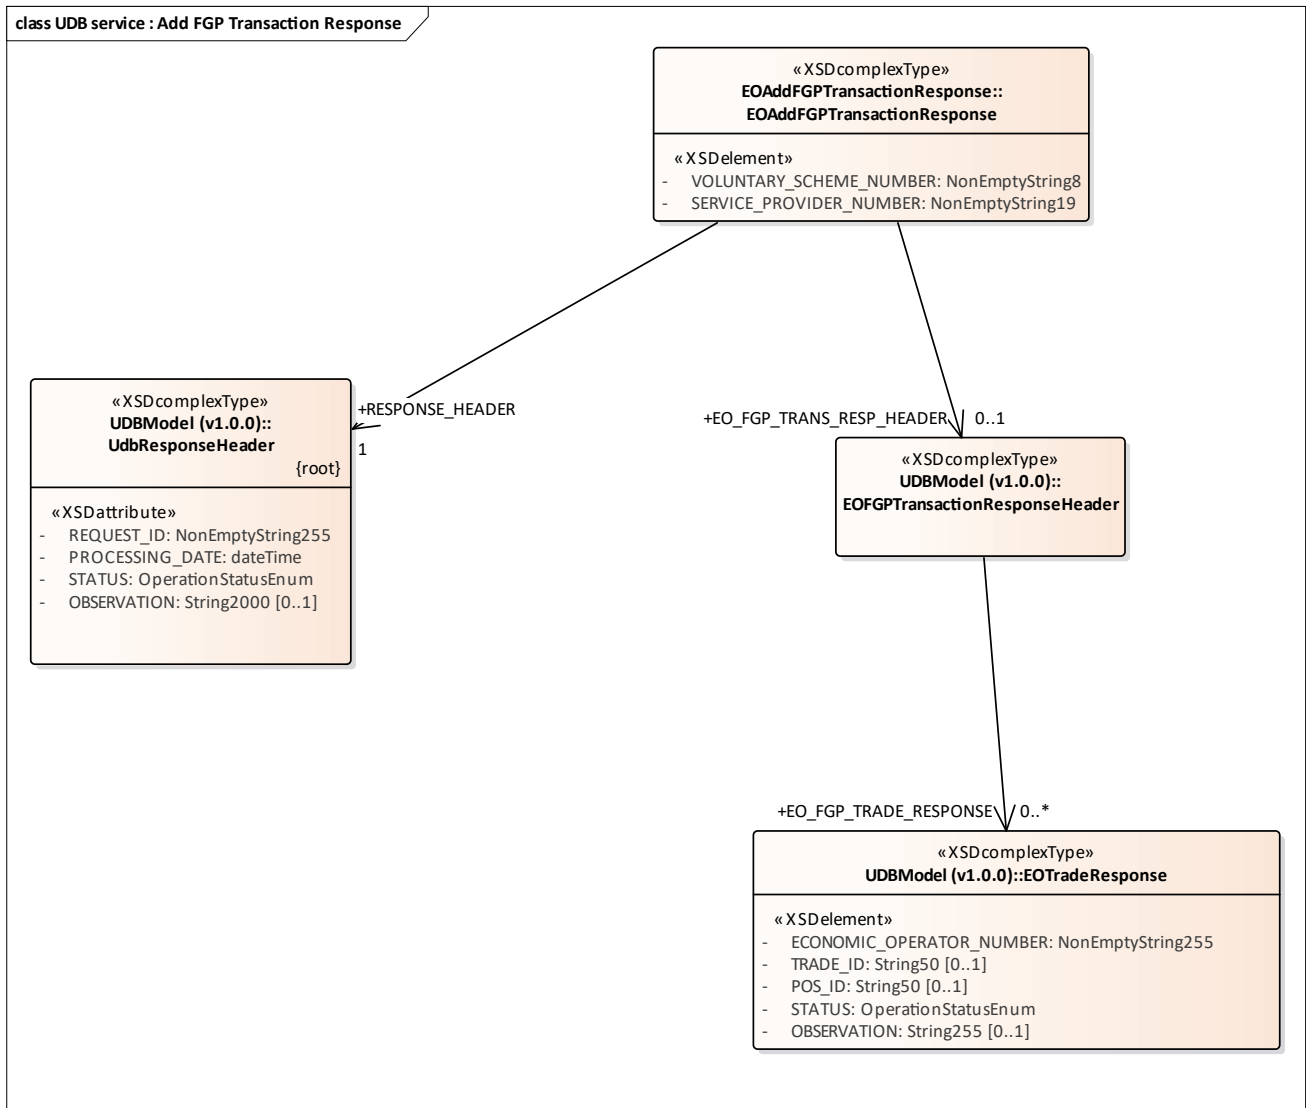 class UDB service : Add FGP Transaction Response
«XSDcomplexType»
EOAddFGPTransactionResponse::
EOAddFGPTransactionResponse
«XSDelement»
- VOLUNTARY_SCHEME_NUMBER: NonEmptyString8
- SERVICE_PROVIDER_NUMBER: NonEmptyString19
«XSDcomplexType»
UDBModel (v1.0.0)::
UdbResponseHeader
{root}
«XSDattribute»
- REQUEST_ID: NonEmptyString255
- PROCESSING_DATE: dateTime
- STATUS: OperationStatusEnum
- OBSERVATION: String2000 [0..1]
+RESPONSE_HEADER
1
+EO_FGP_TRANS_RESP_HEADER
0..1
«XSDcomplexType»
UDBModel (v1.0.0)::
EOFGPTransactionResponseHeader
+EO_FGP_TRADE_RESPONSE
0..*
«XSDcomplexType»
UDBModel (v1.0.0)::EOTradeResponse
«XSDelement»
- ECONOMIC_OPERATOR_NUMBER: NonEmptyString255
- TRADE_ID: String50 [0..1]
- POS_ID: String50 [0..1]
- STATUS: OperationStatusEnum
- OBSERVATION: String255 [0..1]